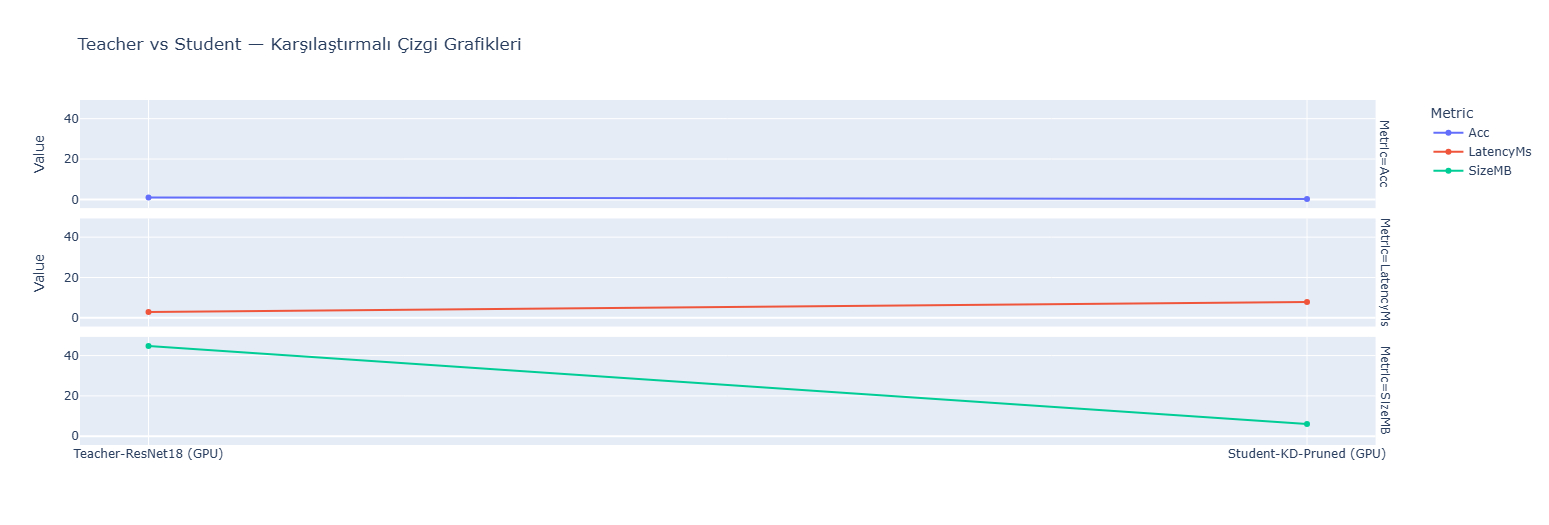 Teacher vs Student — Karşılaştırmalı Çizgi Grafikleri
Metric
Acc
LatencyMs
SizeMB
40
20
0
Value
Metric=Acc
40
20
0
Value
Metric=LatencyMs
40
20
0
Metric=SizeMB
Teacher-ResNet18 (GPU)
Student-KD-Pruned (GPU)